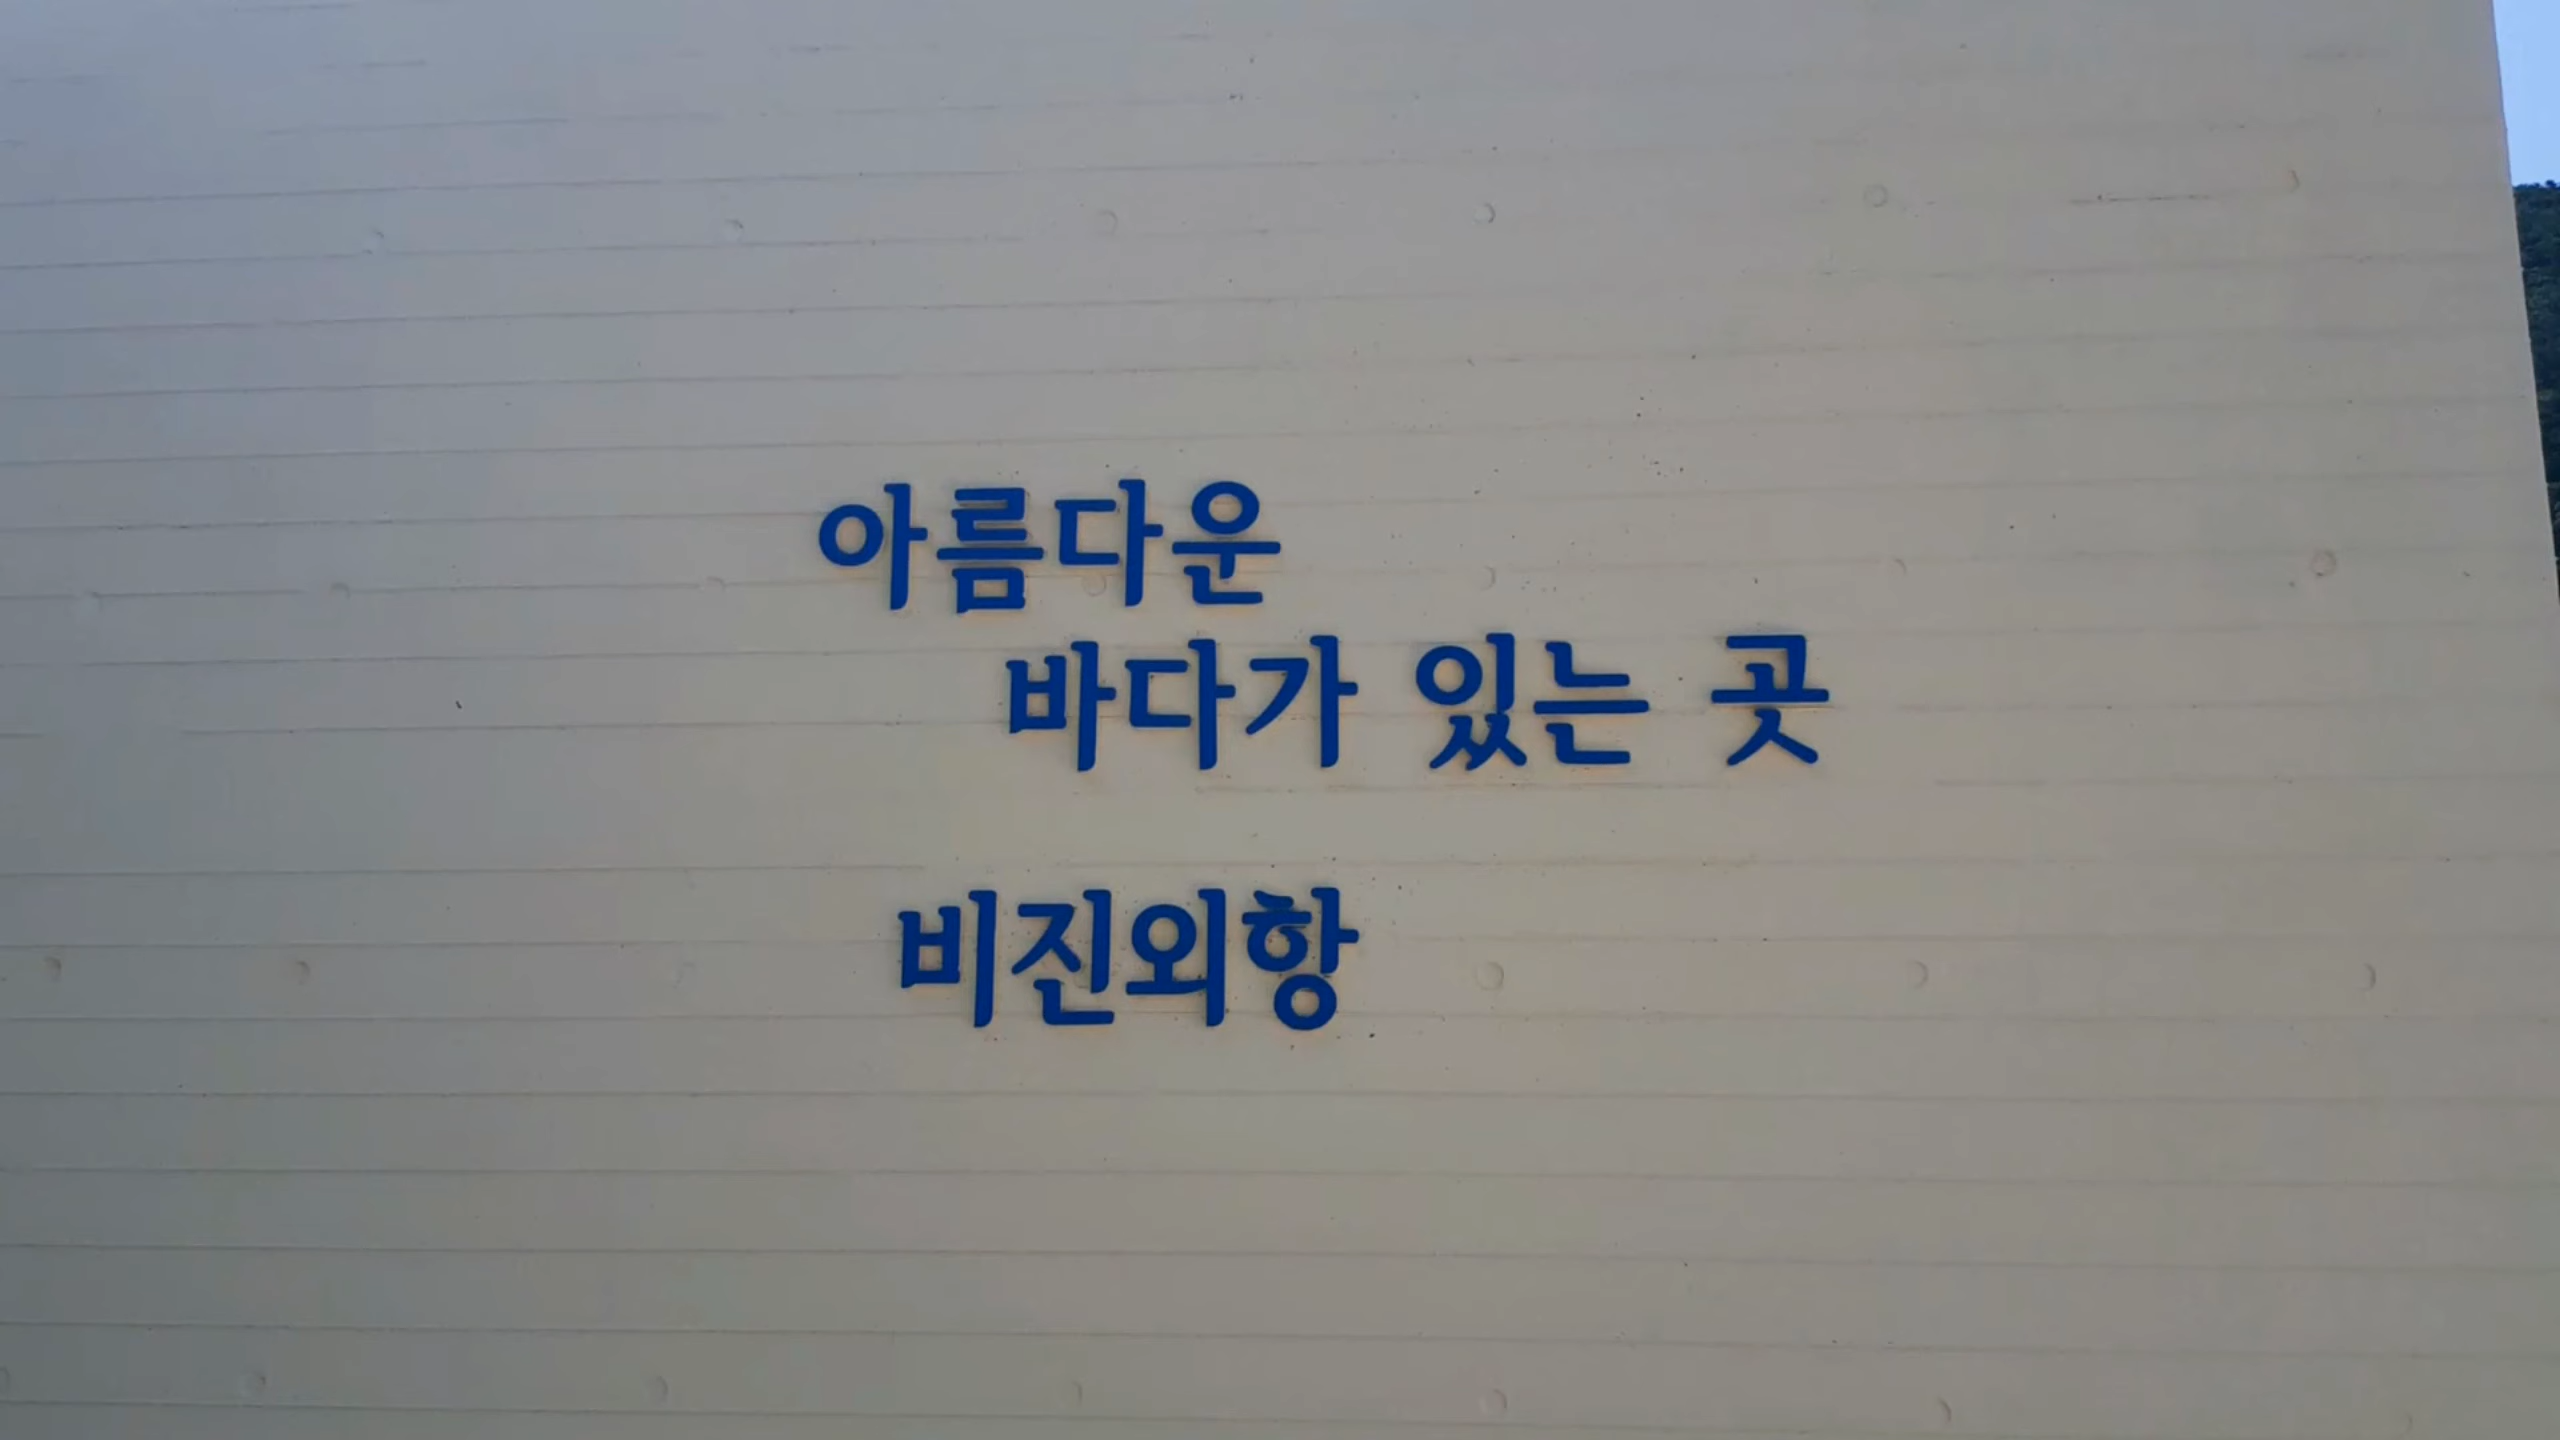 아름다운
바다가 있는 곳
비진외항